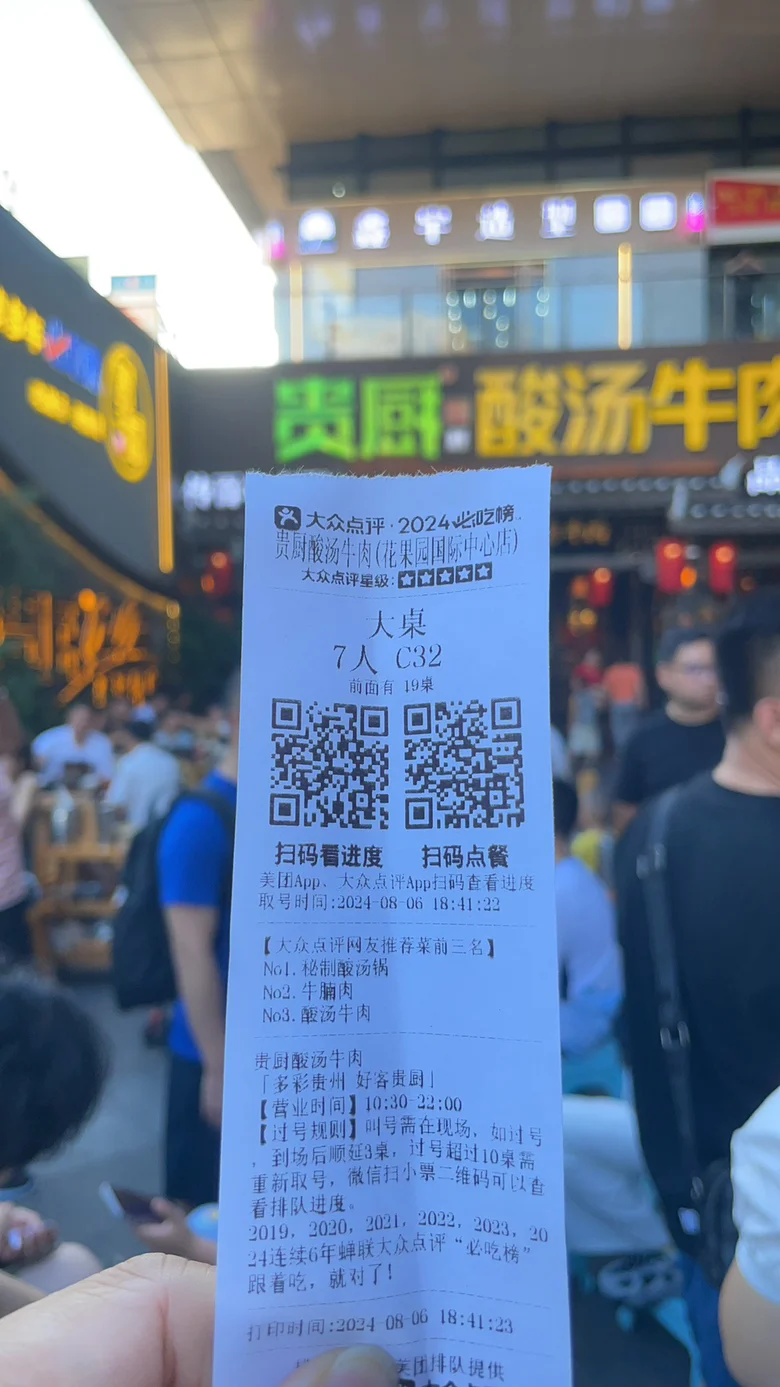 贵厨 酸汤牛肉
大众点评·2024必吃榜
贵厨酸汤牛肉(花果园国际中心店)
大众点评星级:
大桌
7人 C32
前面有 19桌
扫码看进度 扫码点餐
美团App、大众点评App扫码查看进度
取号时间:2024-08-06 18:41:22
【大众点评网友推荐菜前三名】
No1.秘制酸汤锅
No2.牛腩肉
No3.酸汤牛肉
贵厨酸汤牛肉
「多彩贵州 好客贵厨」
【营业时间】10:30-22:00
【过号规则】叫号需在现场，如过号
，到场后顺延3桌，过号超过10桌需
重新取号，微信扫小票二维码可以查
看排队进度。
2019，2020，2021，2022，2023，20
24连续6年蝉联大众点评“必吃榜”
跟着吃，就对了!
打印时间:2024-08-06 18:41:23
美团排队提供